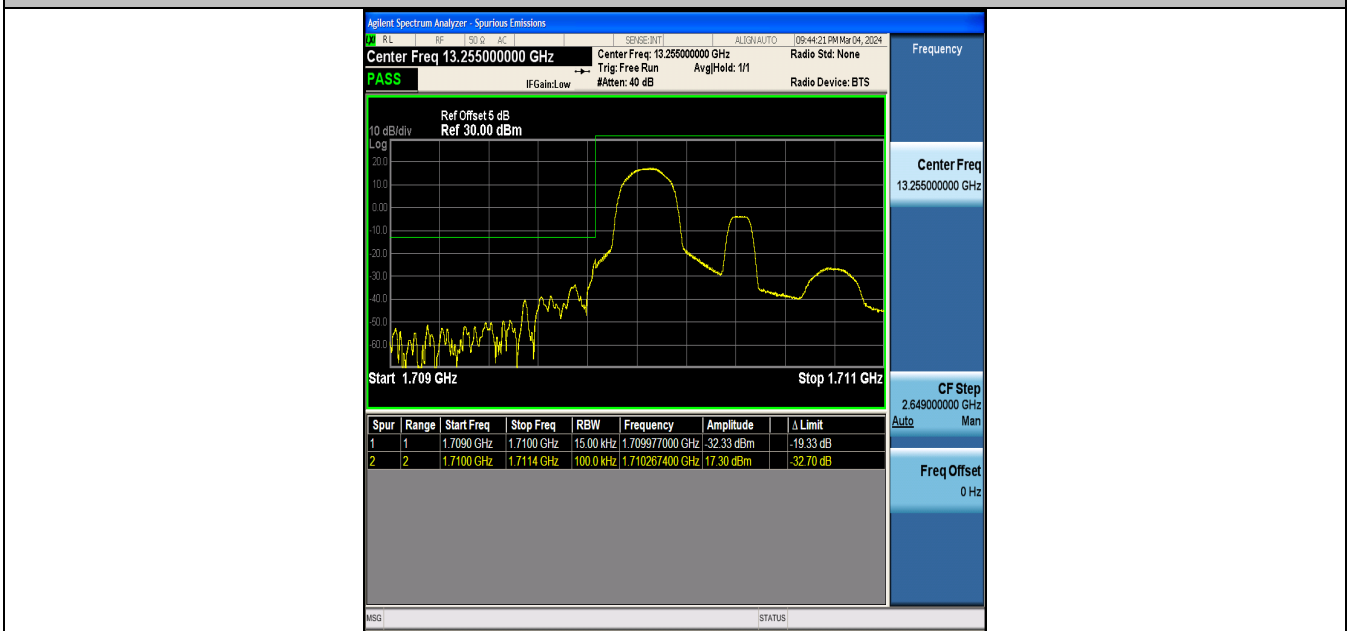 Agilent Spectrum Analyzer - Spurious Emissions
LXI RL RF 50 Ω AC SENSE:INT ALIGN AUTO 09:44:21 PM Mar 04, 2024
Center Freq 13.255000000 GHz
Center Freq: 13.255000000 GHz Radio Std: None
Trig: Free Run Avg|Hold: 1/1
PASS IFGain:Low #Atten: 40 dB Radio Device: BTS
Frequency
Ref Offset 5 dB
10 dB/div Ref 30.00 dBm
Log
20.0
10.0
0.00
-10.0
-20.0
-30.0
-40.0
-50.0
-60.0
Start 1.709 GHz Stop 1.711 GHz
Spur Range Start Freq Stop Freq RBW Frequency Amplitude Δ Limit
1 1 1.7090 GHz 1.7100 GHz 15.00 kHz 1.709977000 GHz -32.33 dBm -19.33 dB
2 2 1.7100 GHz 1.7114 GHz 100.0 kHz 1.710267400 GHz 17.30 dBm -32.70 dB
Center Freq
13.255000000 GHz
CF Step
2.649000000 GHz
Auto Man
Freq Offset
0 Hz
MSG STATUS